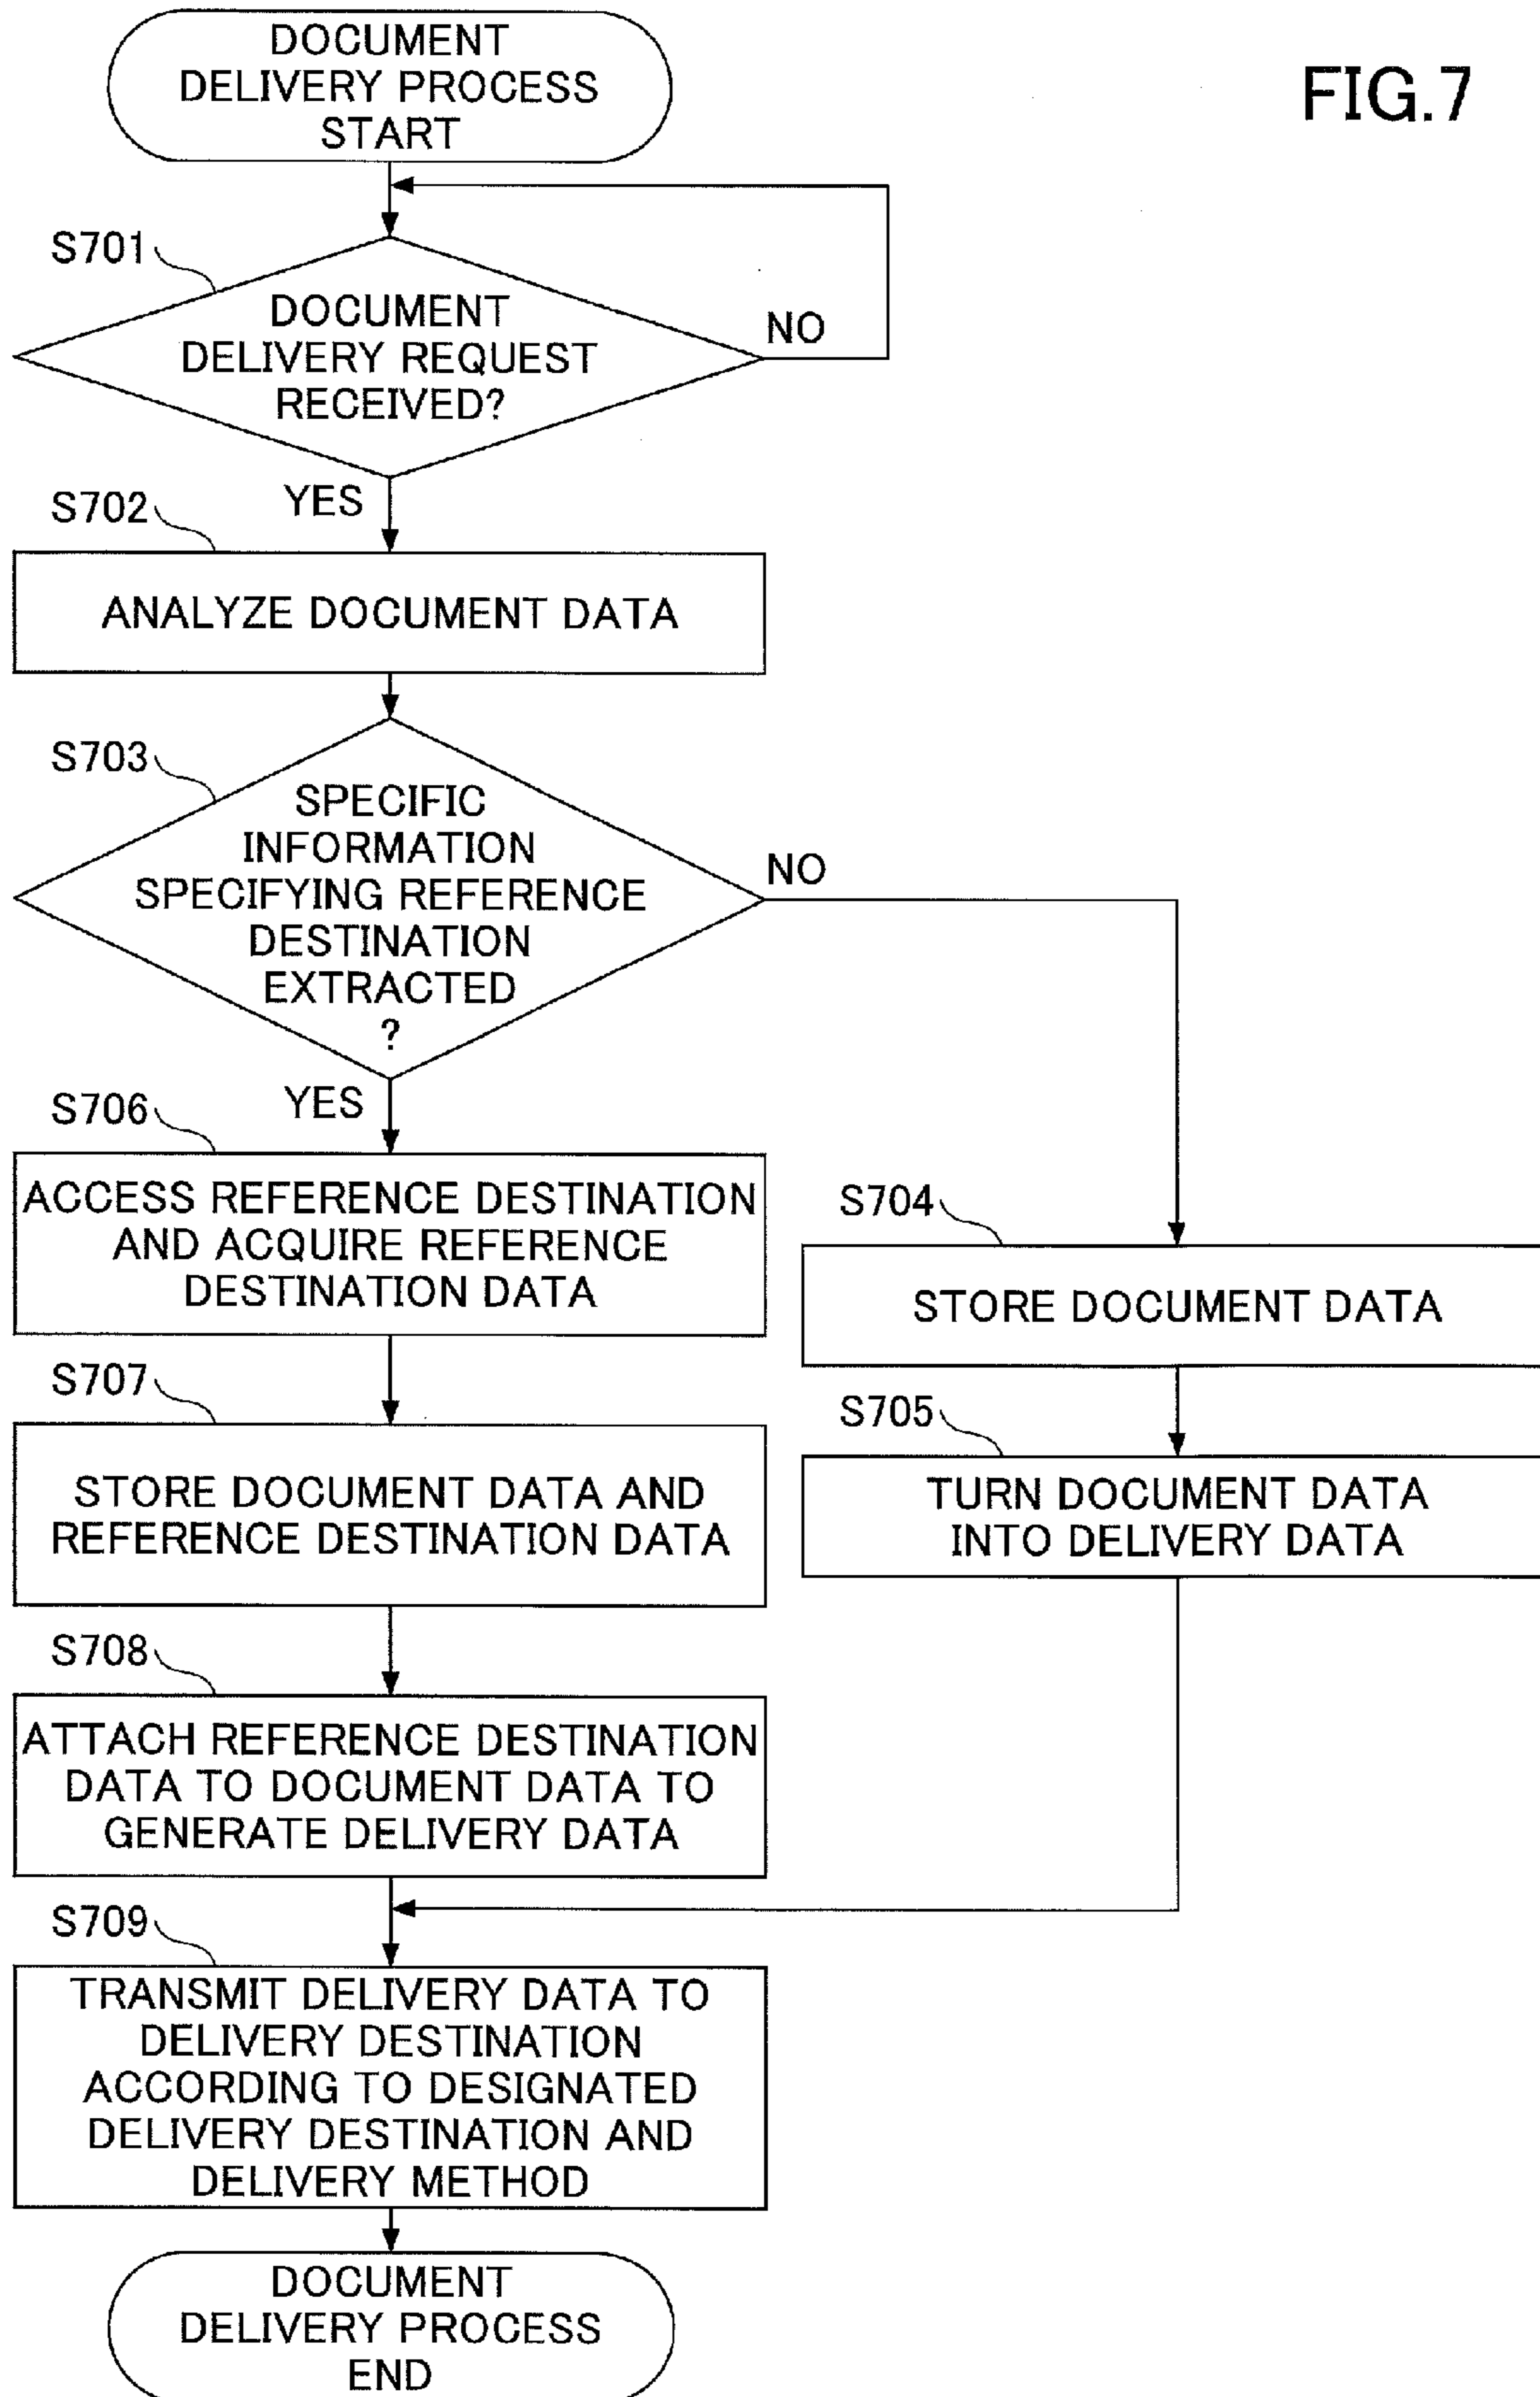 FIG.7
DOCUMENT
DELIVERY PROCESS
START
S701
DOCUMENT
DELIVERY REQUEST
RECEIVED?
NO
YES
S702
ANALYZE DOCUMENT DATA
S703
SPECIFIC
INFORMATION
SPECIFYING REFERENCE
DESTINATION
EXTRACTED
?
NO
YES
S706
ACCESS REFERENCE DESTINATION
AND ACQUIRE REFERENCE
DESTINATION DATA
S704
STORE DOCUMENT DATA
S707
STORE DOCUMENT DATA AND
REFERENCE DESTINATION DATA
S705
TURN DOCUMENT DATA
INTO DELIVERY DATA
S708
ATTACH REFERENCE DESTINATION
DATA TO DOCUMENT DATA TO
GENERATE DELIVERY DATA
S709
TRANSMIT DELIVERY DATA TO
DELIVERY DESTINATION
ACCORDING TO DESIGNATED
DELIVERY DESTINATION AND
DELIVERY METHOD
DOCUMENT
DELIVERY PROCESS
END